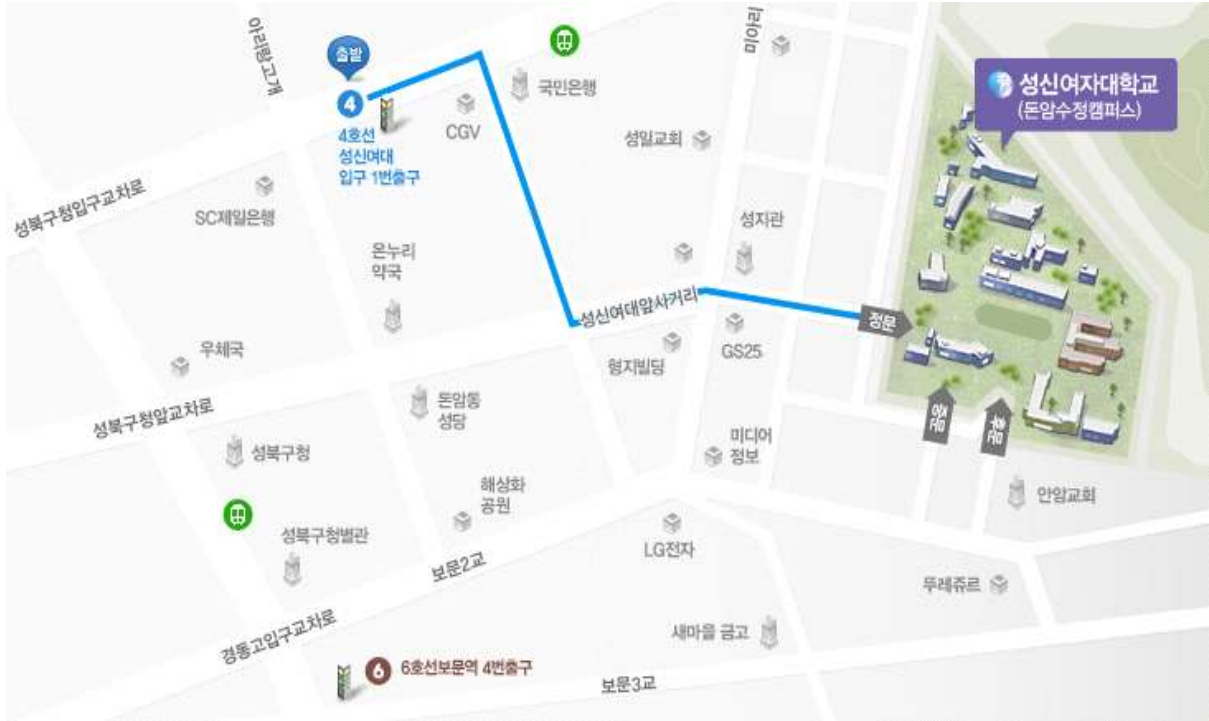 아리랑고개
미아리
출발
4
4호선
성신여대
입구 1번출구
CGV
국민은행
성신여자대학교
(돈암수정캠퍼스)
성일교회
성북구청입구교차로
SC제일은행
온누리
약국
성지관
성신여대앞사거리
정문
우체국
형지빌딩
GS25
성북구청앞교차로
돈암동
성당
중문
후문
성북구청
미디어
정보
해상화
공원
안암교회
성북구청별관
LG전자
보문2교
뚜레쥬르
경동고입구교차로
새마을 금고
6
6호선보문역 4번출구
보문3교